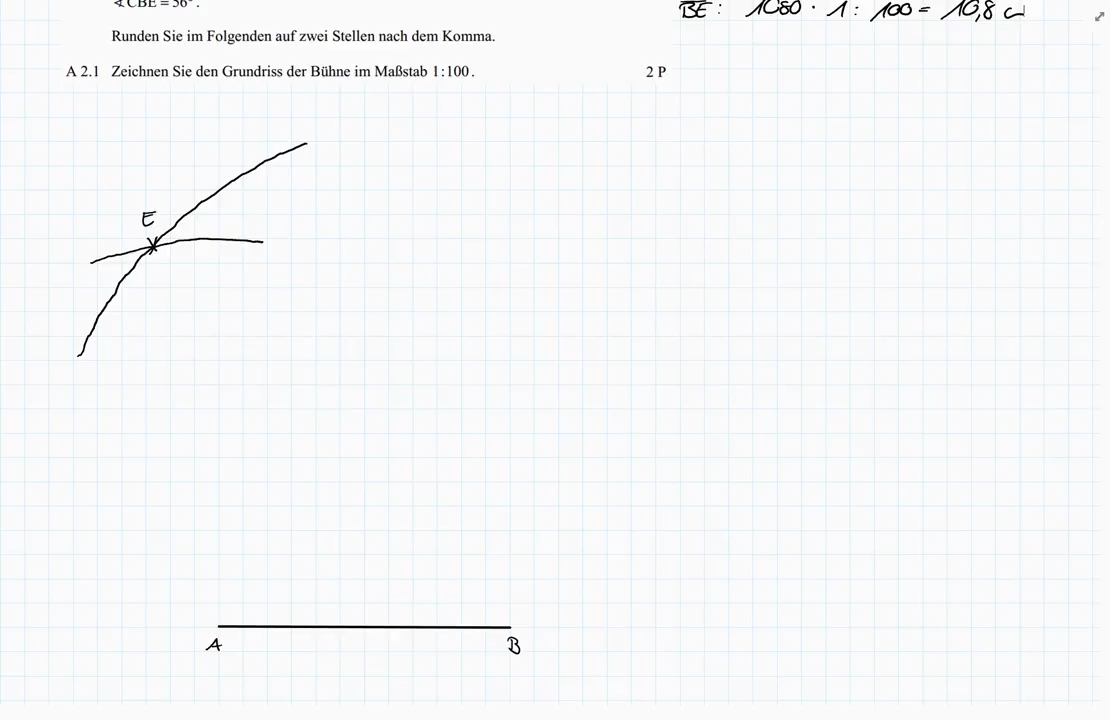 ∢CBE = 56°.
BE: 1080 · 1 : 100 = 10,8 cm
Runden Sie im Folgenden auf zwei Stellen nach dem Komma.
A 2.1 Zeichnen Sie den Grundriss der Bühne im Maßstab 1:100. 2 P
E
A B